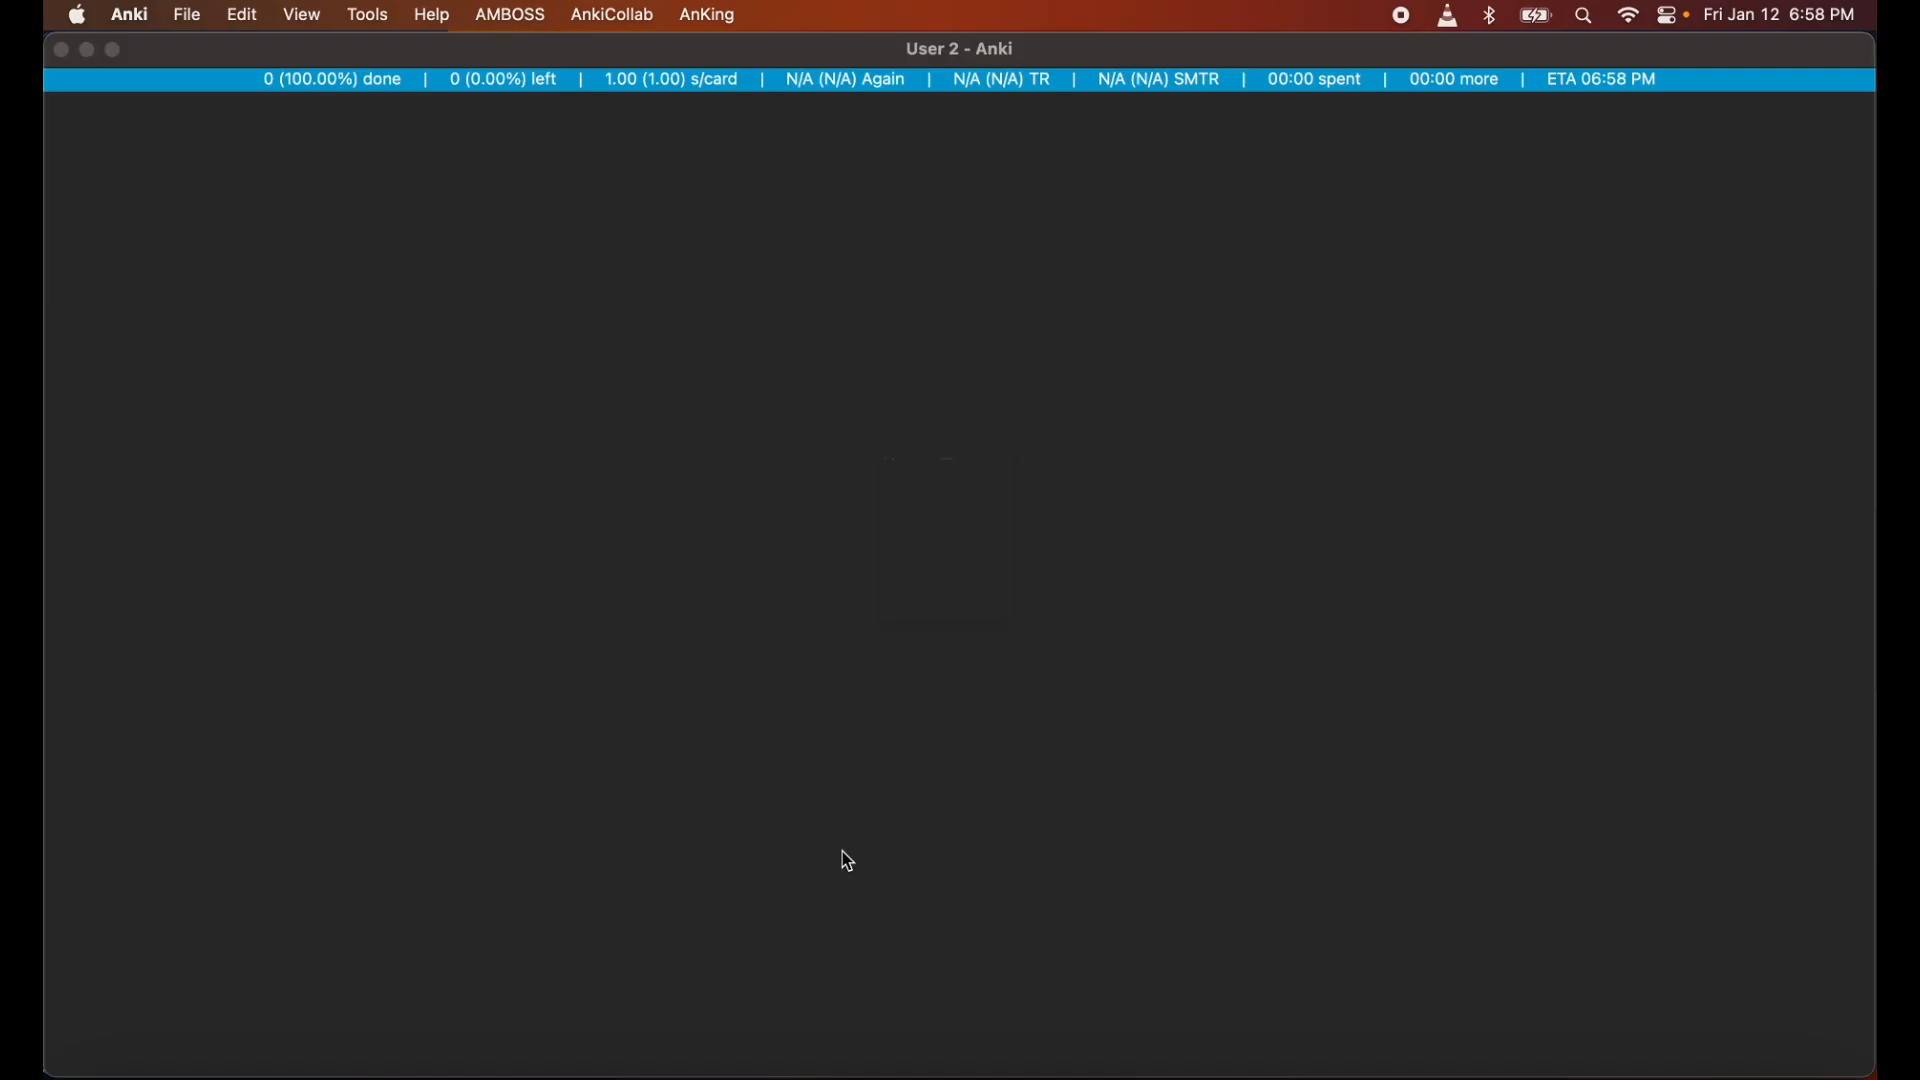 Anki File Edit View Tools Help AMBOSS AnkiCollab AnKing Fri Jan 12 6:58 PM
User 2 - Anki
0 (100.00%) done | 0 (0.00%) left | 1.00 (1.00) s/card | N/A (N/A) Again | N/A (N/A) TR | N/A (N/A) SMTR | 00:00 spent | 00:00 more | ETA 06:58 PM